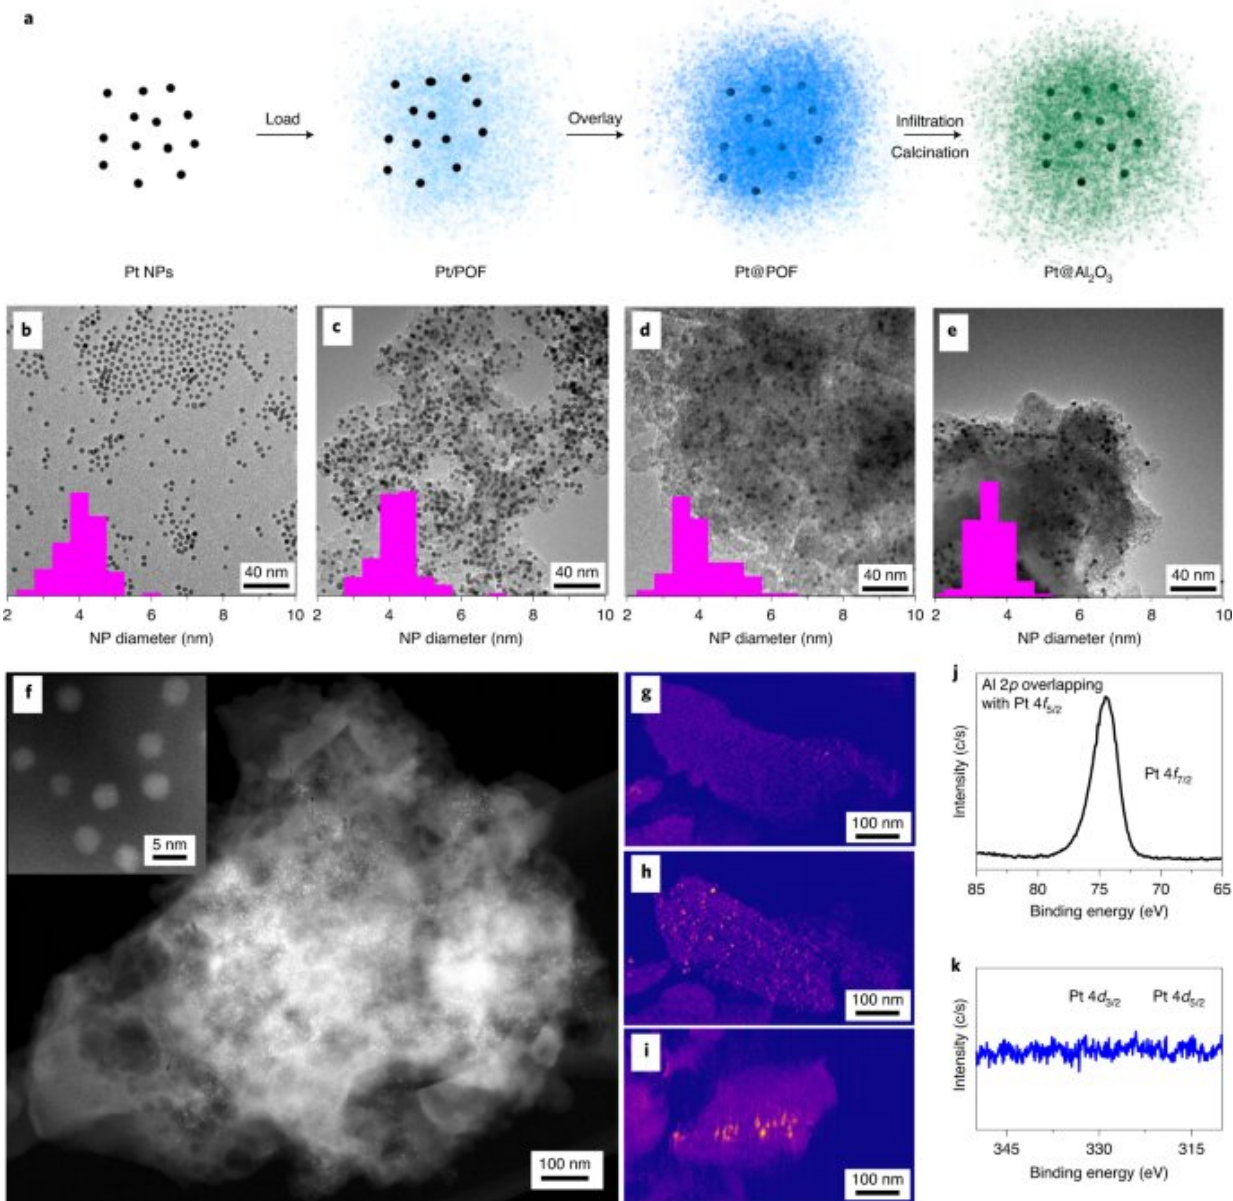 a
Load
Overlay
Infiltration
Calcination
Pt NPs
Pt/POF
Pt@POF
Pt@Al₂O₃
b
40 nm
2 4 6 8 10
NP diameter (nm)
c
40 nm
2 4 6 8 10
NP diameter (nm)
d
40 nm
2 4 6 8 10
NP diameter (nm)
e
40 nm
2 4 6 8 10
NP diameter (nm)
f
5 nm
100 nm
g
100 nm
h
100 nm
i
100 nm
j
Al 2p overlapping
with Pt 4f₅/₂
Pt 4f₇/₂
Intensity (c/s)
85 80 75 70 65
Binding energy (eV)
k
Pt 4d₃/₂ Pt 4d₅/₂
Intensity (c/s)
345 330 315
Binding energy (eV)